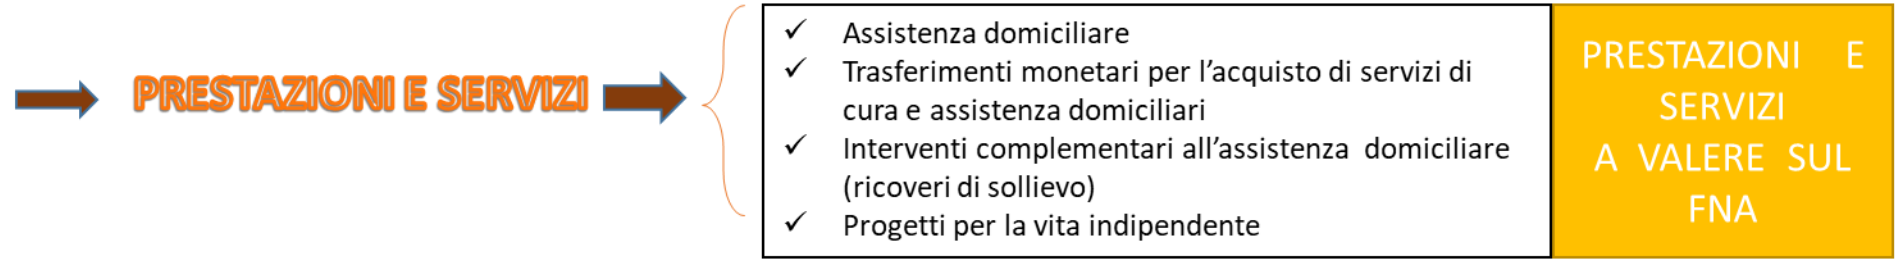 PRESTAZIONI E SERVIZI
✓ Assistenza domiciliare
✓ Trasferimenti monetari per l'acquisto di servizi di
cura e assistenza domiciliari
✓ Interventi complementari all'assistenza domiciliare
(ricoveri di sollievo)
✓ Progetti per la vita indipendente
PRESTAZIONI E
SERVIZI
A VALERE SUL
FNA